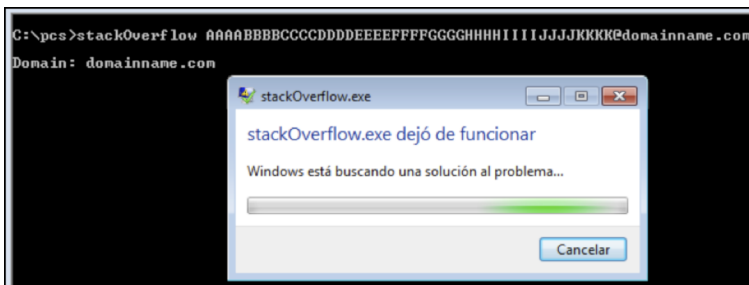 C:\pcs>stackOverflow AAAABBBBCCCCDDDDEEEEFFFFGGGGHHHHIIIIJJJJKKKK@domainname.com
Domain: domainname.com
stackOverflow.exe
stackOverflow.exe dejó de funcionar
Windows está buscando una solución al problema...
Cancelar